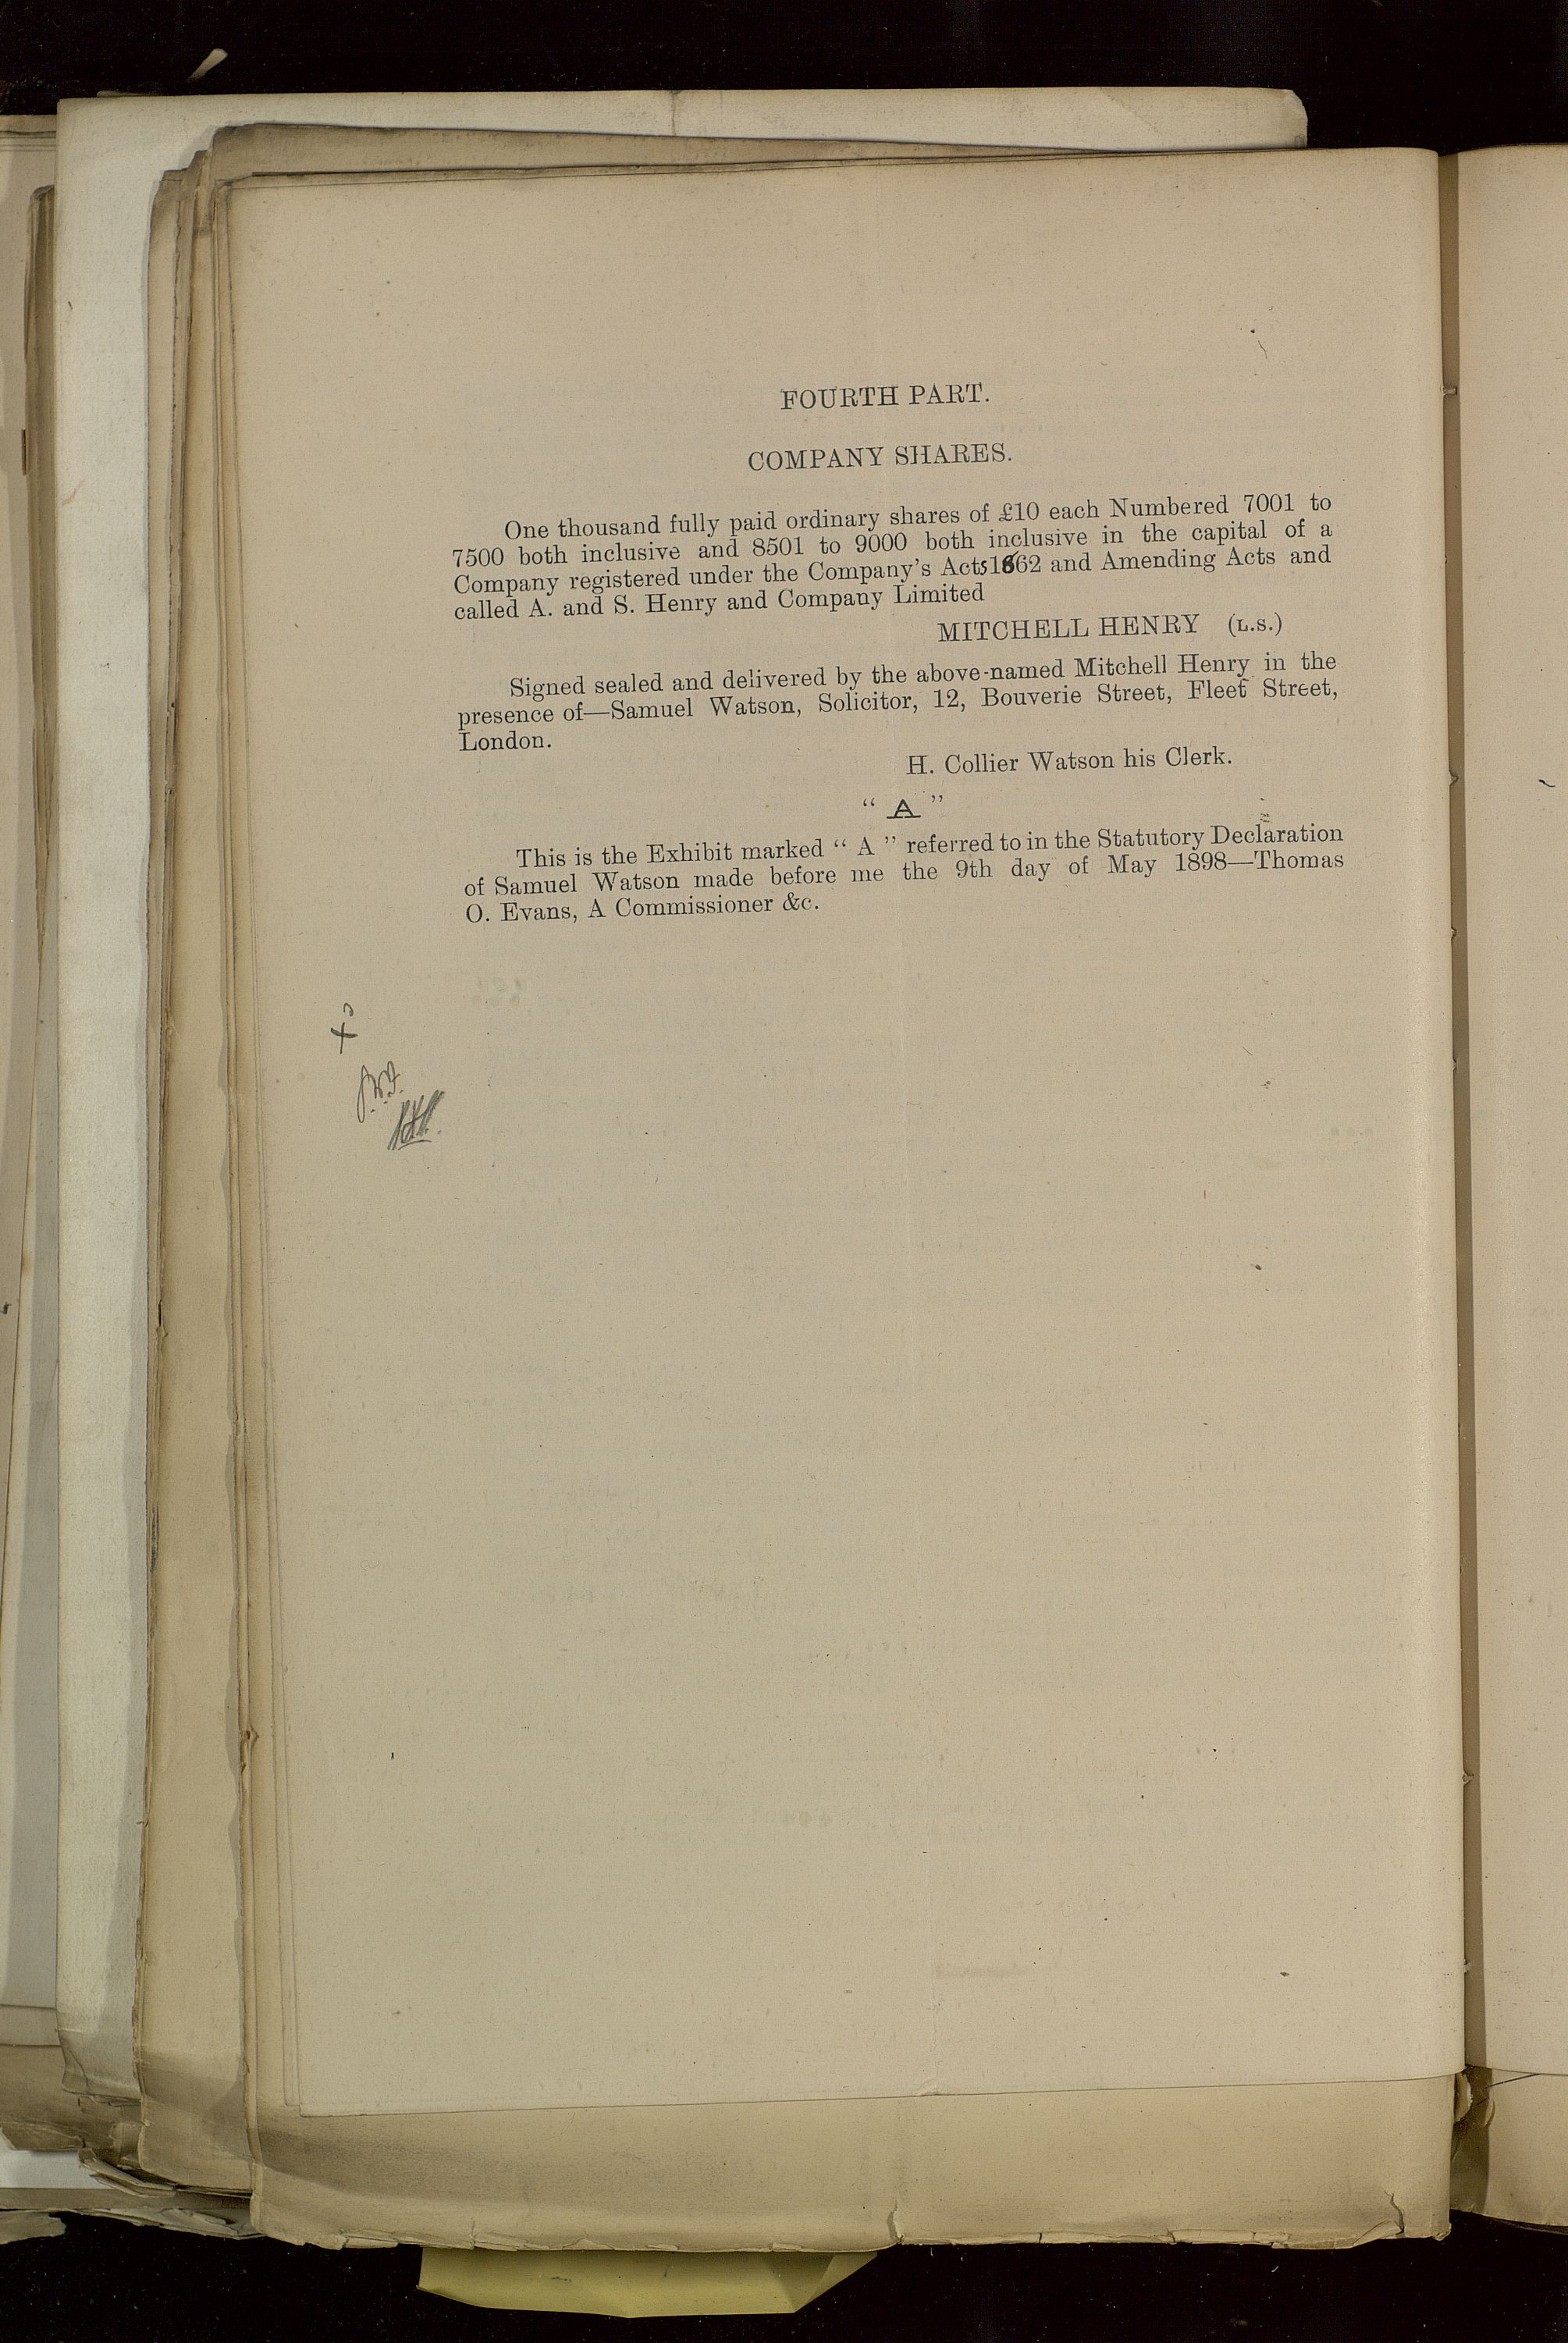 FOURTH PART.
COMPANY SHARES.
One thousand fully paid ordinary shares of £10 each Numbered 7001 to
7500 both inclusive and 8501 to 9000 both inclusive in the capital of a
Company registered under the Company's Acts 1862 and Amending Acts and
called A. and S. Henry and Company Limited
MITCHELL HENRY (L.S.)
Signed sealed and delivered by the above-named Mitchell Henry in the
presence of—Samuel Watson, Solicitor, 12, Bouverie Street, Fleet Street,
London.
H. Collier Watson his Clerk.
“ A ”
This is the Exhibit marked “ A ” referred to in the Statutory Declaration
of Samuel Watson made before me the 9th day of May 1898—Thomas
O. Evans, A Commissioner &c.